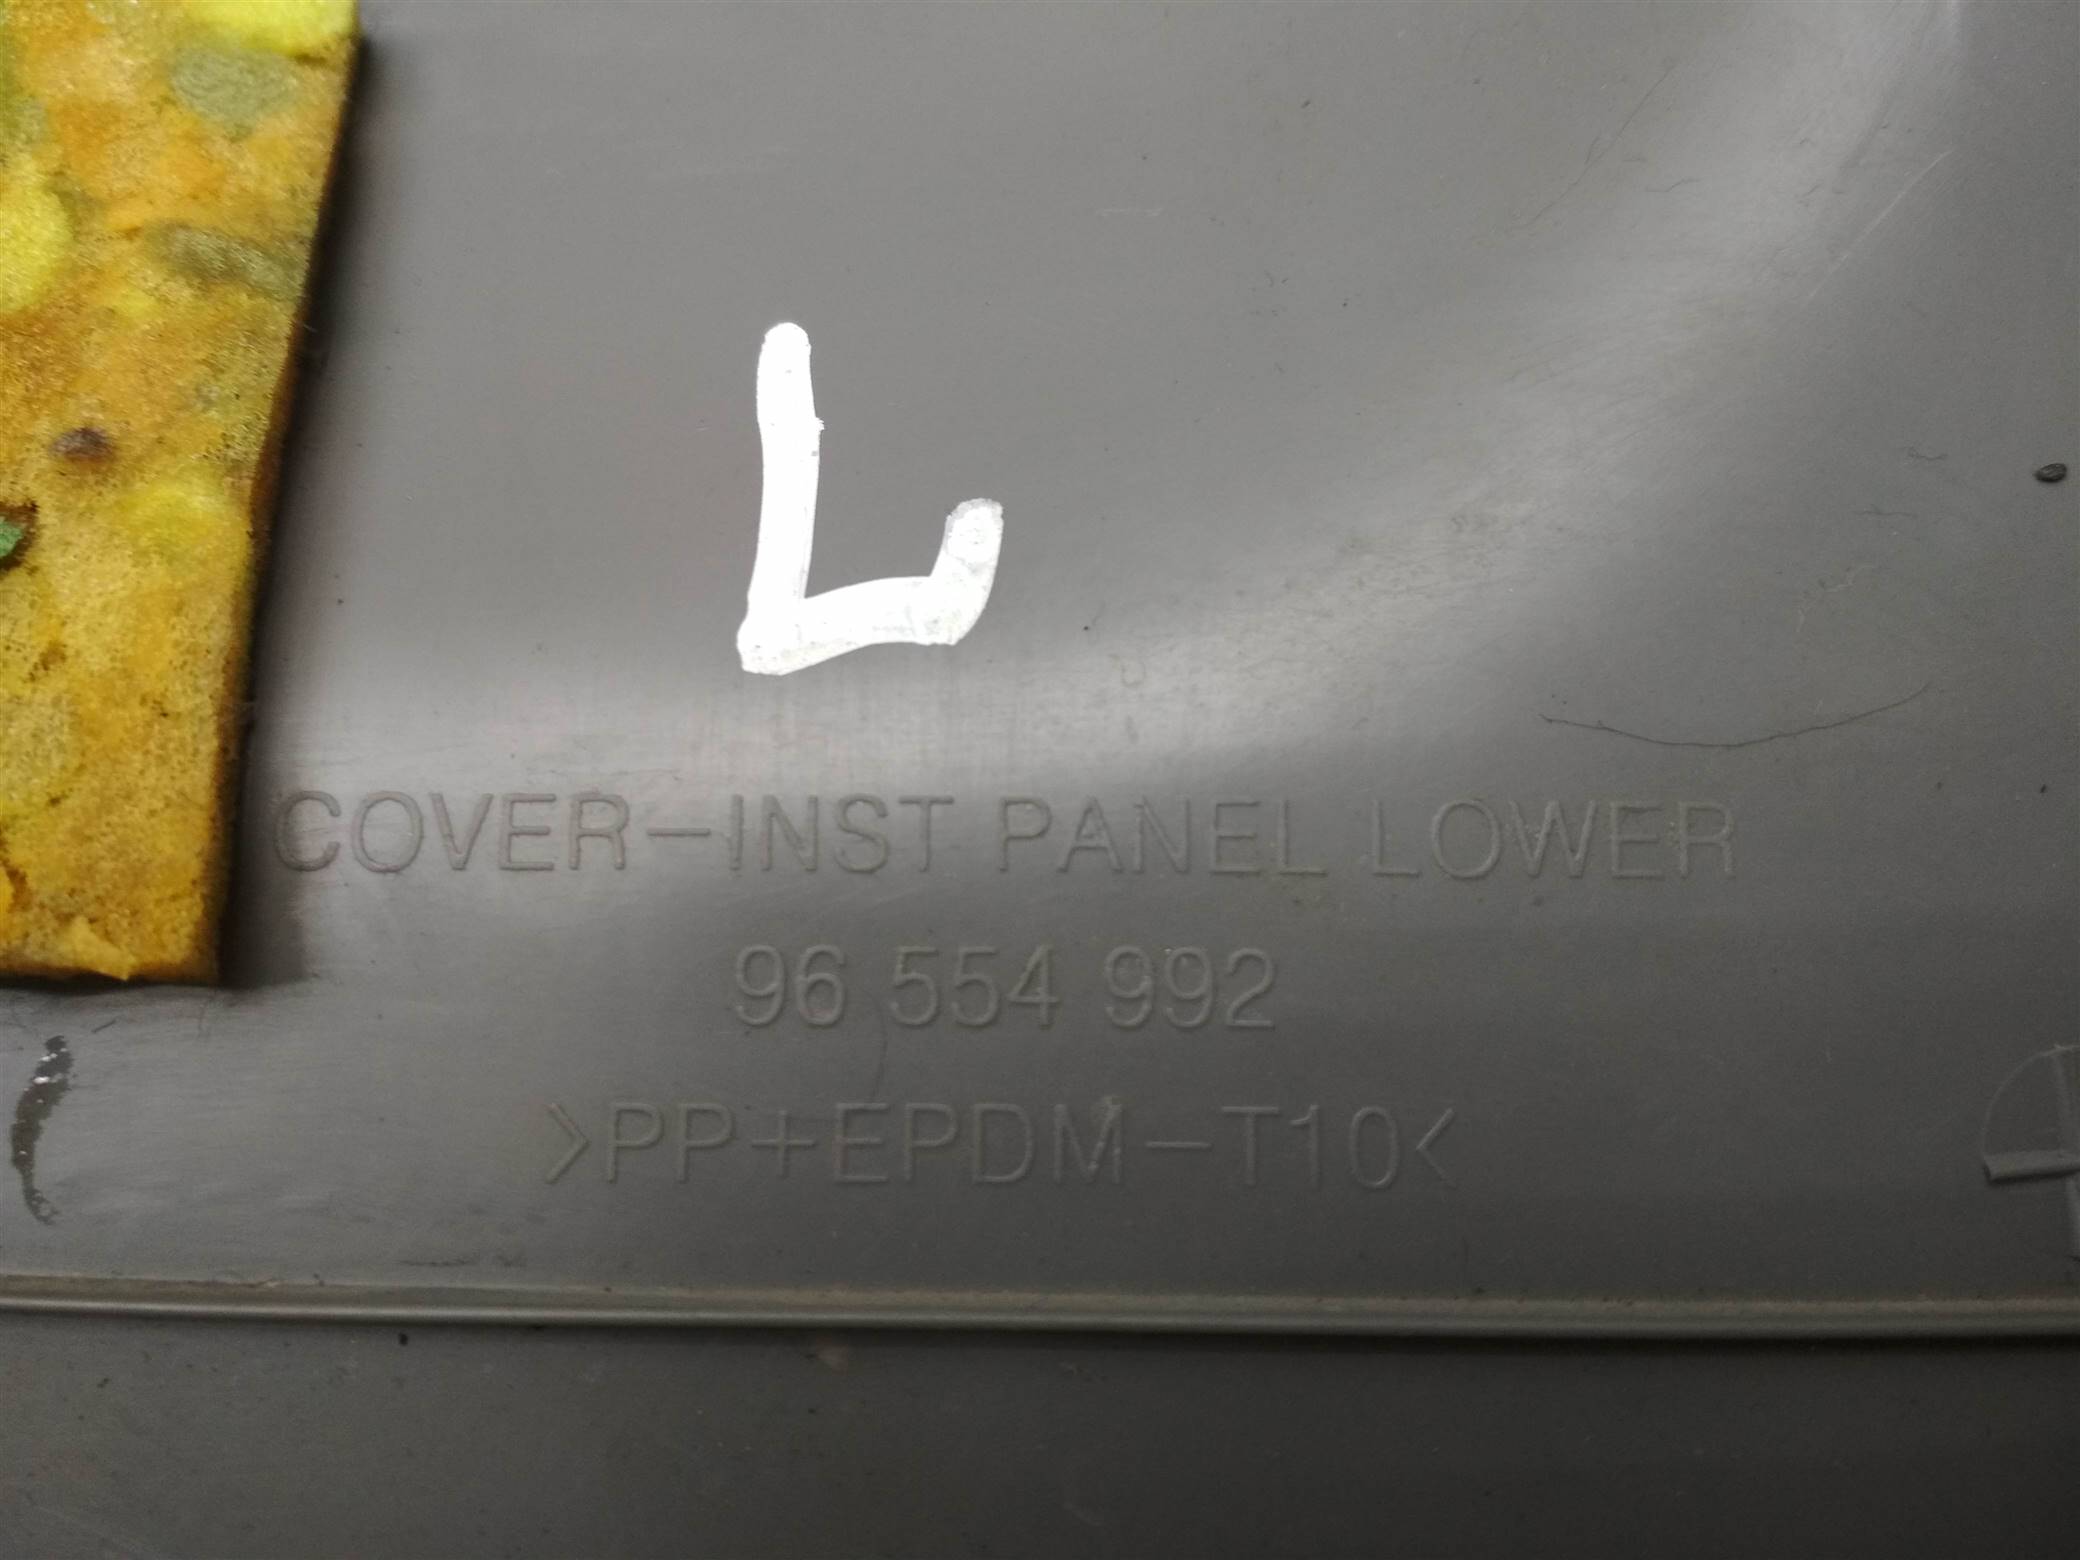 L
COVER-INST PANEL LOWER
96 554 992
>PP+EPDM-T10<